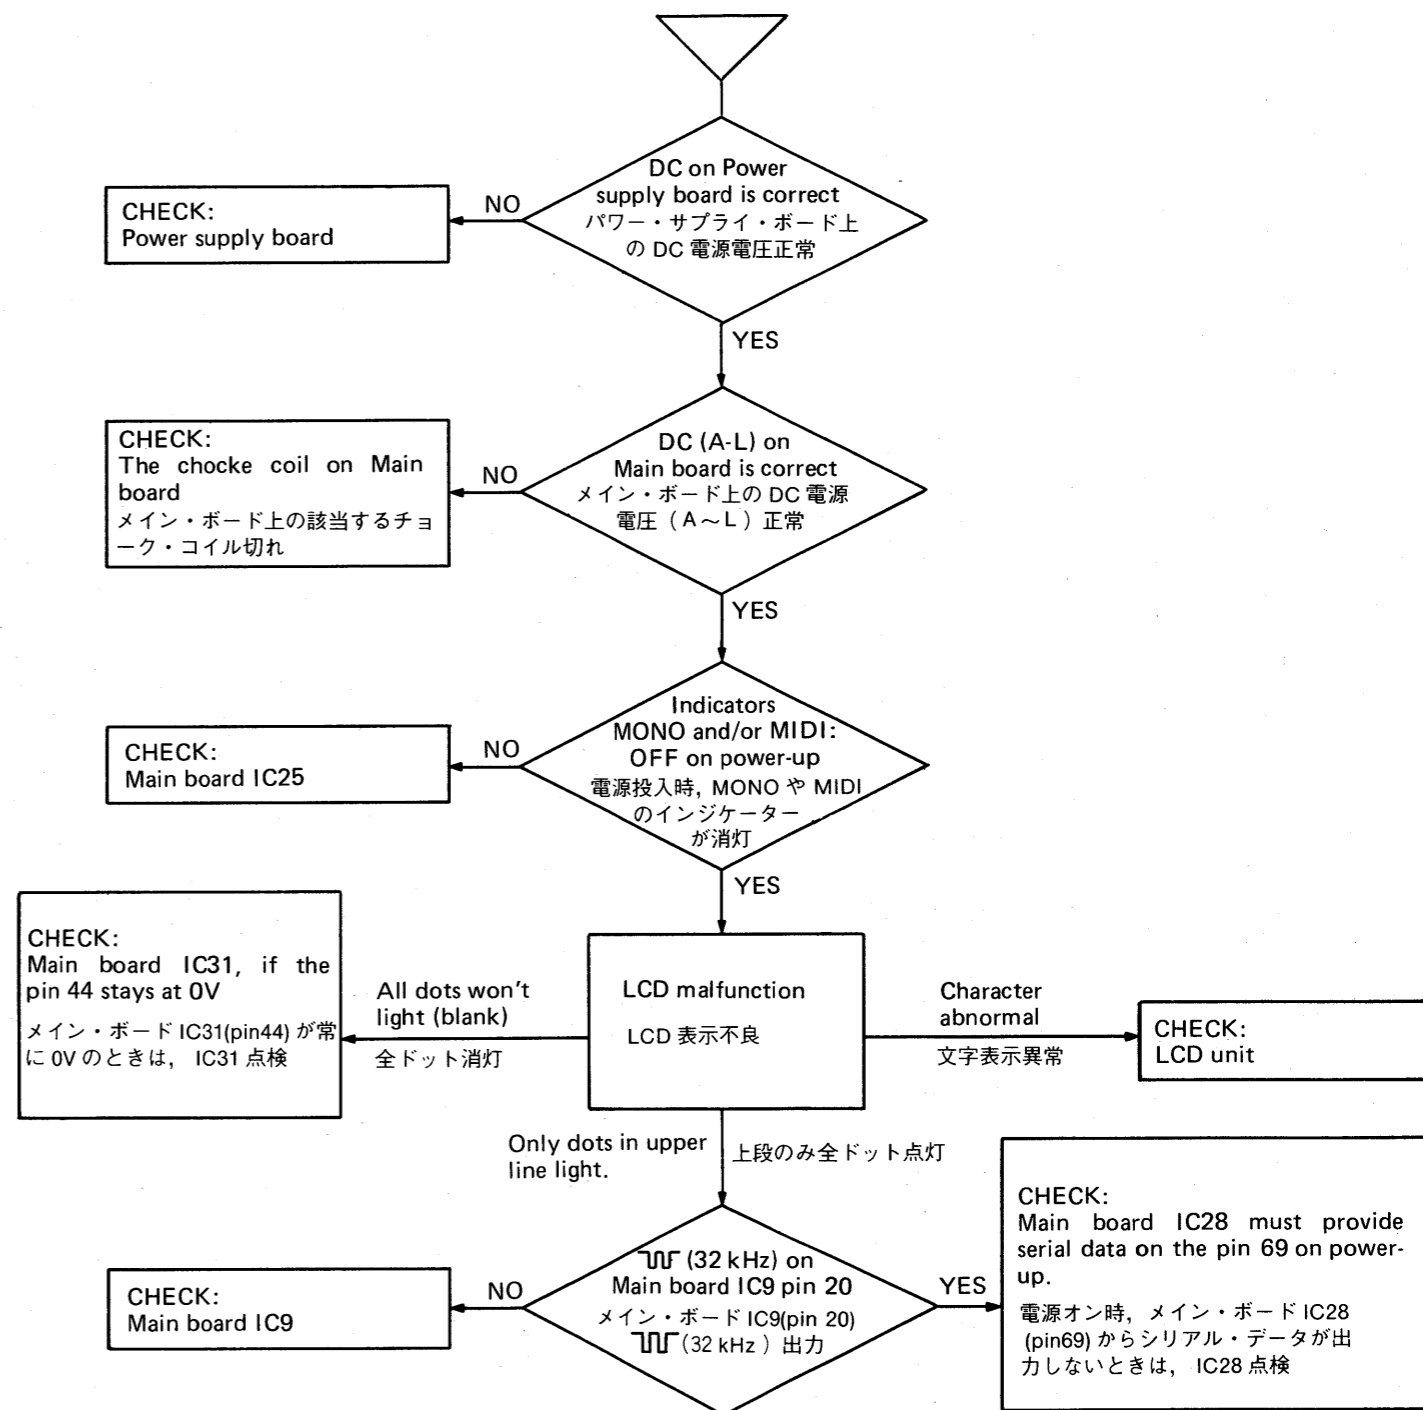 DC on Power
supply board is correct
パワー・サプライ・ボード上
の DC 電源電圧正常
NO
CHECK:
Power supply board
YES
DC (A-L) on
Main board is correct
メイン・ボード上の DC 電源
電圧（A～L）正常
NO
CHECK:
The chocke coil on Main
board
メイン・ボード上の該当するチョ
ーク・コイル切れ
YES
Indicators
MONO and/or MIDI:
OFF on power-up
電源投入時, MONO や MIDI
のインジケーター
が消灯
NO
CHECK:
Main board IC25
YES
LCD malfunction
LCD 表示不良
All dots won't
light (blank)
全ドット消灯
CHECK:
Main board IC31, if the
pin 44 stays at 0V
メイン・ボード IC31(pin44) が常
に 0V のときは, IC31 点検
Character
abnormal
文字表示異常
CHECK:
LCD unit
Only dots in upper
line light.
上段のみ全ドット点灯
(32 kHz) on
Main board IC9 pin 20
メイン・ボード IC9(pin 20)
(32 kHz) 出力
NO
CHECK:
Main board IC9
YES
CHECK:
Main board IC28 must provide
serial data on the pin 69 on power-
up.
電源オン時, メイン・ボード IC28
(pin69) からシリアル・データが出
力しないときは, IC28 点検